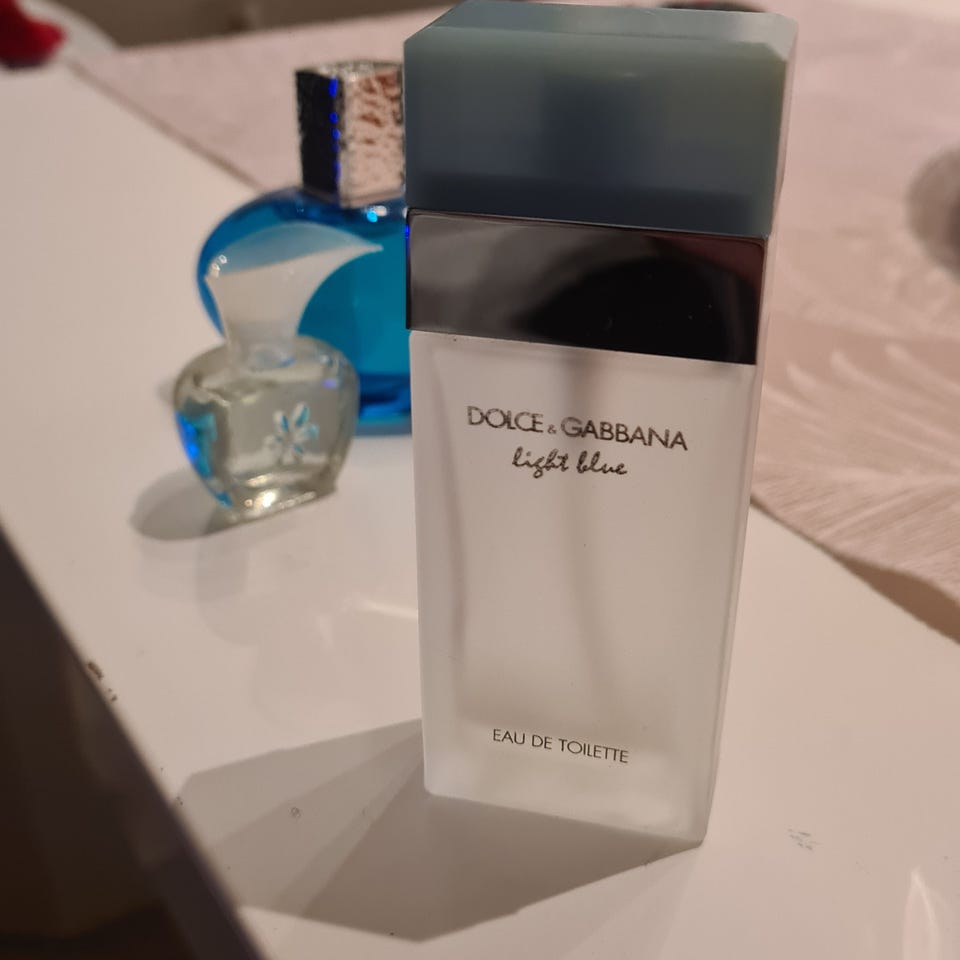 DOLCE & GABBANA
light blue
EAU DE TOILETTE